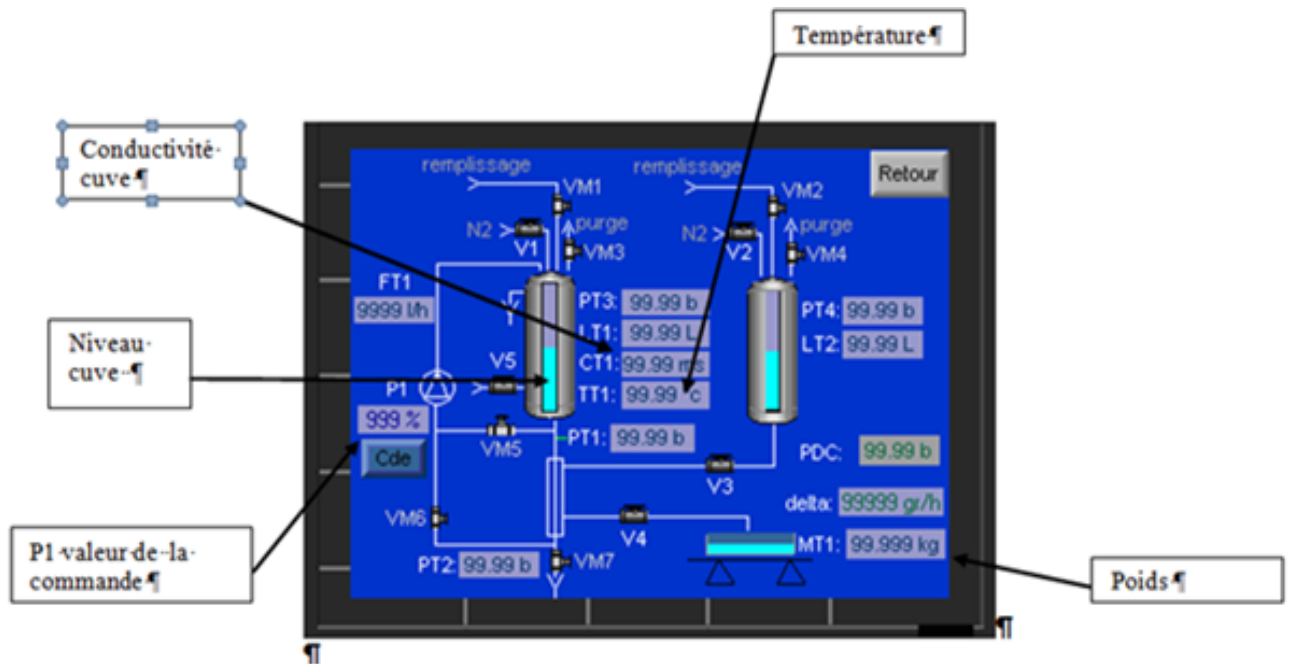 Température ¶
Conductivité·
cuve ¶
remplissage
remplissage
Retour
VM1
VM2
N2
purge
N2
purge
V1
VM3
V2
VM4
FT1
9999 l/h
PT3: 99.99 b
PT4: 99.99 b
LT1: 99.99 L
LT2: 99.99 L
Niveau·
cuve·· ¶
V5
CT1: 99.99 ms
P1
TT1: 99.99 °c
999 %
PT1: 99.99 b
VM5
Cde
PDC: 99.99 b
V3
delta: 99999 gr/h
VM6
V4
MT1: 99.999 kg
P1·valeur·de·la·
commande ¶
PT2: 99.99 b
VM7
Poids ¶
¶
¶